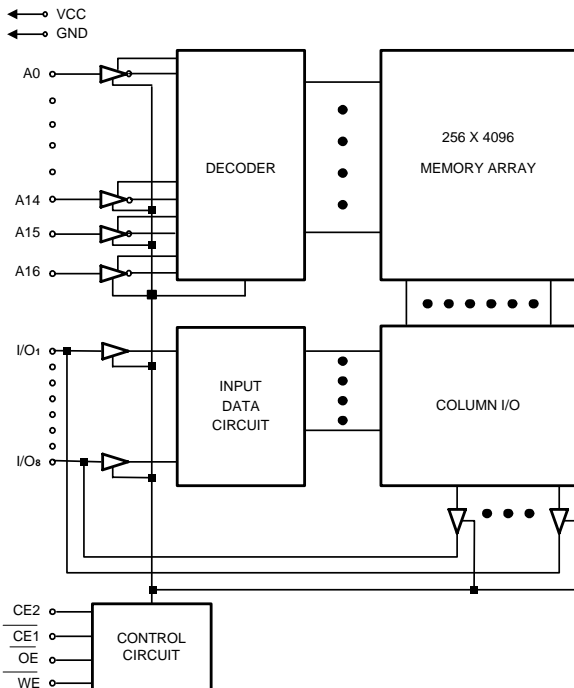 VCC
GND
A0
A14
A15
A16
DECODER
256 X 4096
MEMORY ARRAY
I/O1
I/O8
INPUT
DATA
CIRCUIT
COLUMN I/O
CE2
CE1
OE
WE
CONTROL
CIRCUIT